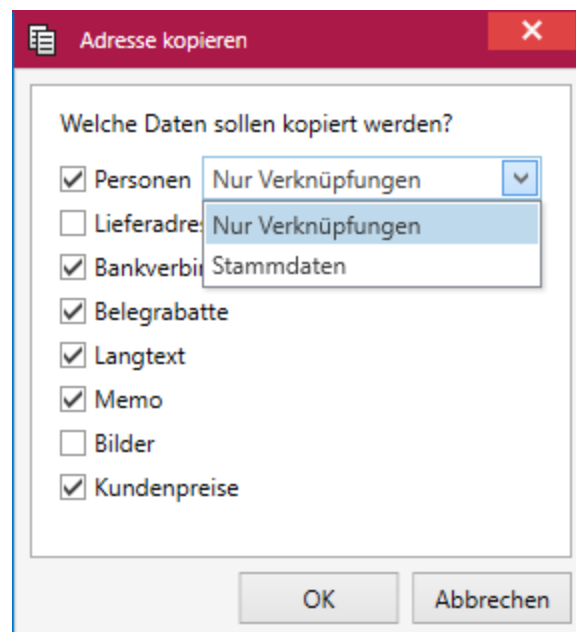 Adresse kopieren
Welche Daten sollen kopiert werden?
Personen Nur Verknüpfungen
Nur Verknüpfungen
Stammdaten
Belegrabatte
Langtext
Memo
Bilder
Kundenpreise
OK Abbrechen